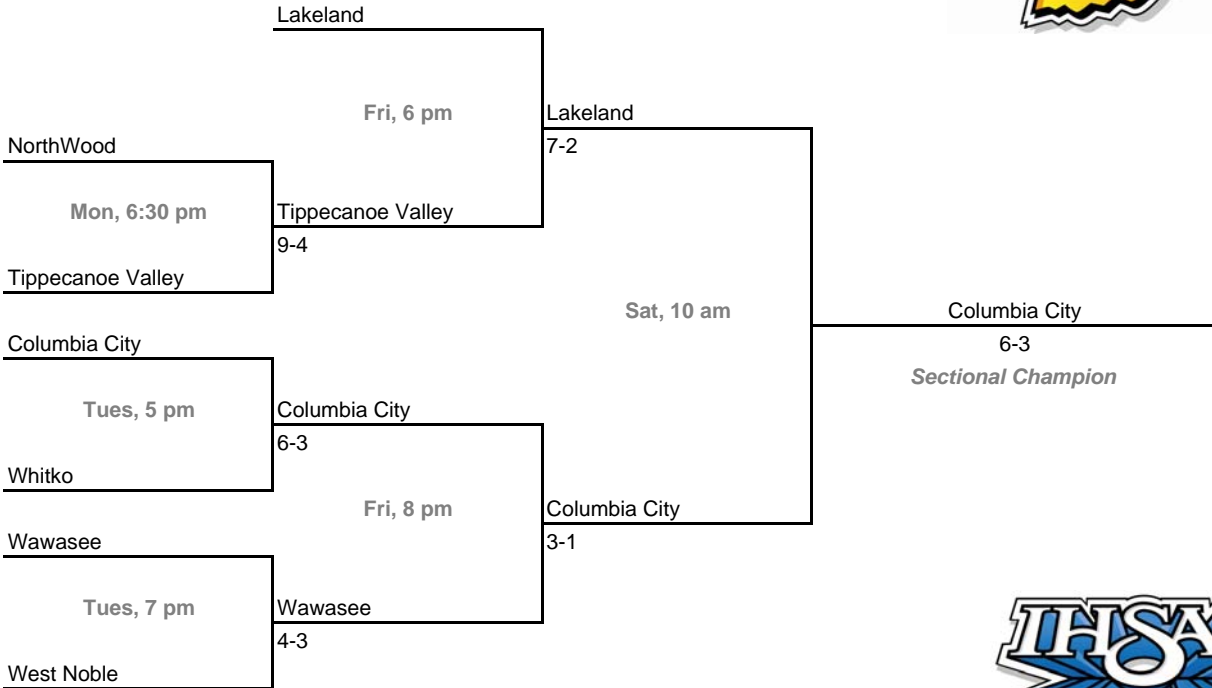 Lakeland
Fri, 6 pm
Lakeland
NorthWood
7-2
Mon, 6:30 pm
Tippecanoe Valley
9-4
Tippecanoe Valley
Sat, 10 am
Columbia City
Columbia City
6-3
Sectional Champion
Tues, 5 pm
Columbia City
6-3
Whitko
Fri, 8 pm
Columbia City
Wawasee
3-1
Tues, 7 pm
Wawasee
4-3
West Noble
IHSA